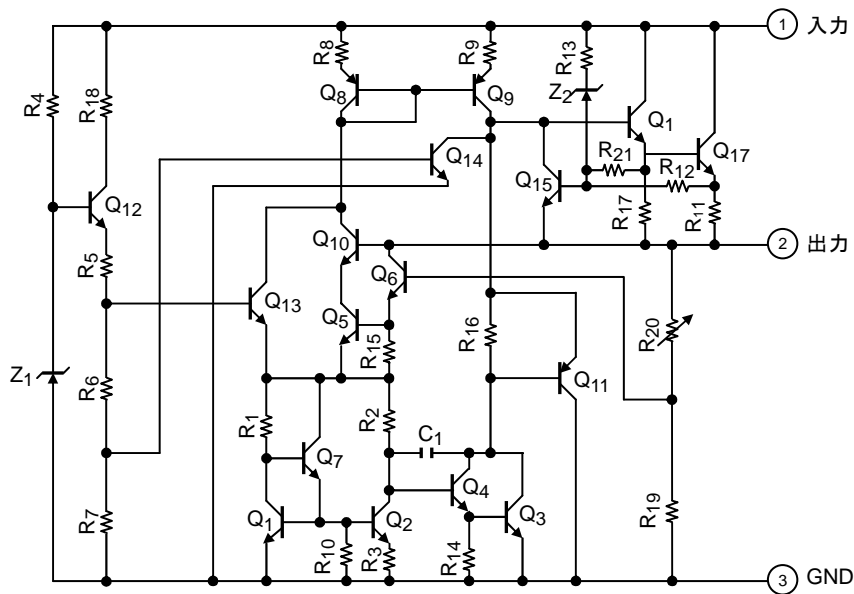 1 入力
R8
R9
R13
R4
R18
Z2
Q8
Q9
Q1
Q14
Q17
R21
R12
Q15
Q12
R17
R11
Q10
2 出力
R5
Q6
Q13
Q5
R16
R20
R15
Z1
R6
Q11
R1
R2
C1
Q7
Q4
Q3
R7
Q1
Q2
R19
R10
R3
R14
3 GND